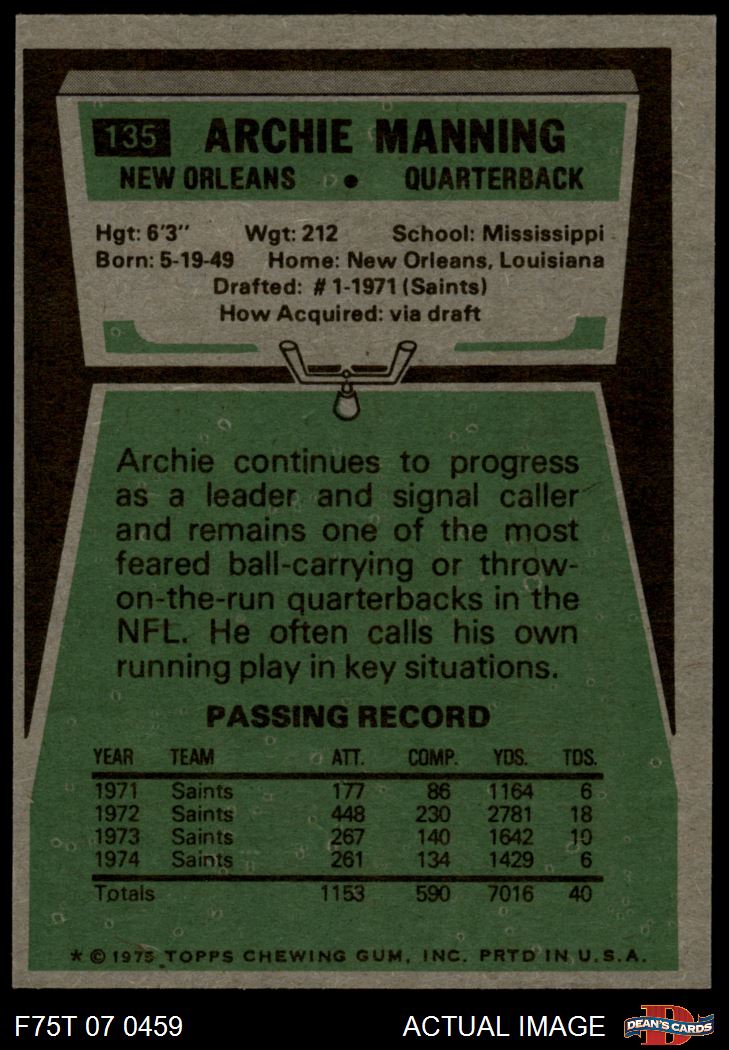 135 ARCHIE MANNING
NEW ORLEANS • QUARTERBACK
Hgt: 6'3" Wgt: 212 School: Mississippi
Born: 5-19-49 Home: New Orleans, Louisiana
Drafted: #1-1971 (Saints)
How Acquired: via draft
Archie continues to progress
as a leader and signal caller
and remains one of the most
feared ball-carrying or throw-
on-the-run quarterbacks in the
NFL. He often calls his own
running play in key situations.
PASSING RECORD
YEAR TEAM ATT. COMP. YDS. TDS.
1971 Saints 177 86 1164 6
1972 Saints 448 230 2781 18
1973 Saints 267 140 1642 10
1974 Saints 261 134 1429 6
Totals 1153 590 7016 40
* © 1975 TOPPS CHEWING GUM, INC. PRTD IN U.S.A.
F75T 07 0459 ACTUAL IMAGE DEAN'S CARDS